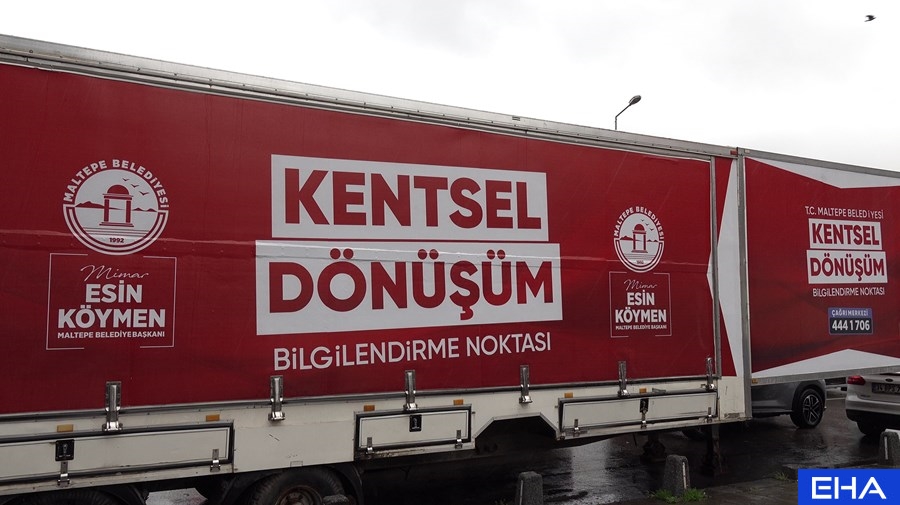 MALTEPE BELEDİYESİ
1992
Mimar
ESİN
KÖYMEN
MALTEPE BELEDİYE BAŞKANI
KENTSEL
DÖNÜŞÜM
BİLGİLENDİRME NOKTASI
MALTEPE BELEDİYESİ
Mimar
ESİN
KÖYMEN
MALTEPE BELEDİYE BAŞKANI
T.C. MALTEPE BELEDİYESİ
KENTSEL
DÖNÜŞÜM
BİLGİLENDİRME NOKTASI
ÇAĞRI MERKEZİ
444 1 706
EHA